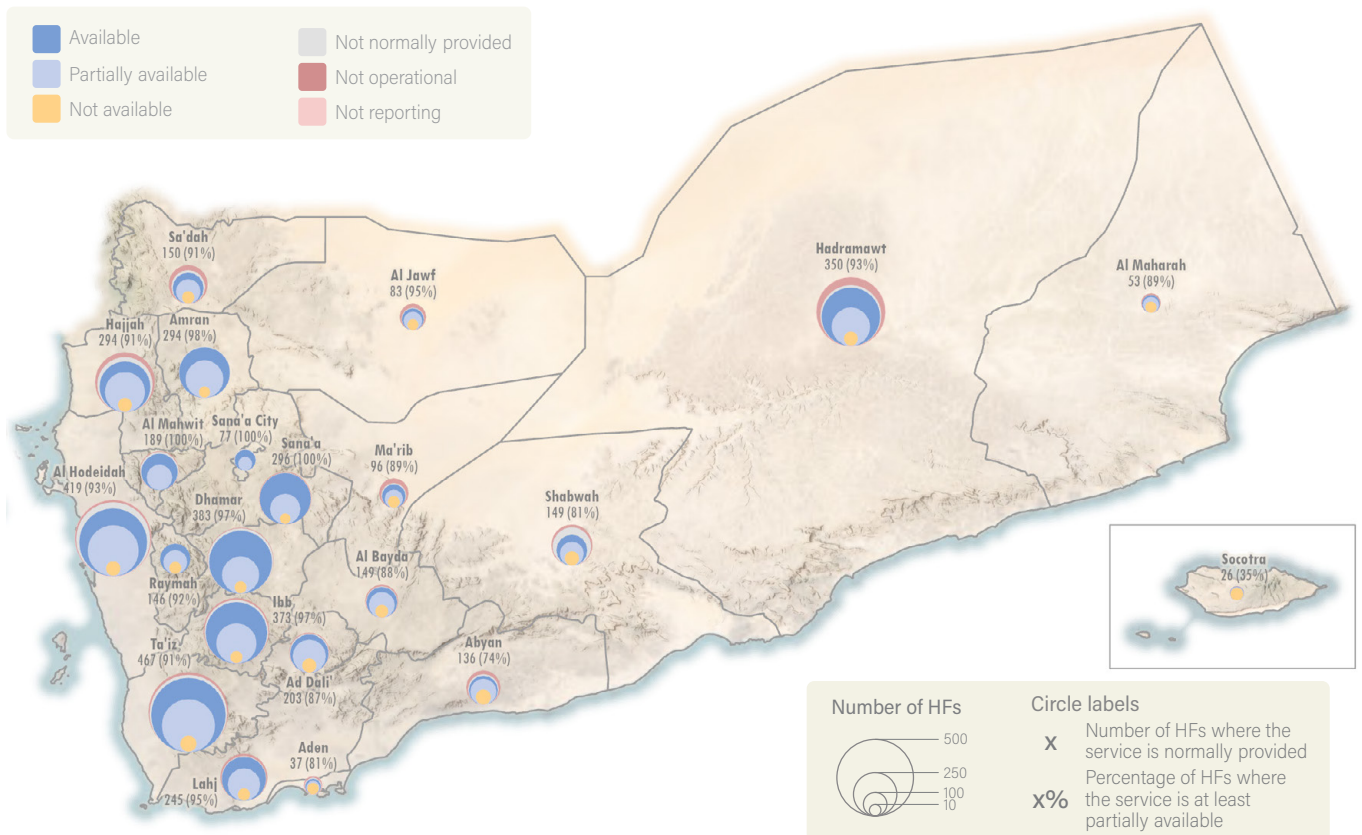 Available
Partially available
Not available
Not normally provided
Not operational
Not reporting
Sa'dah
150 (91%)
Al Jawf
83 (95%)
Hadramawt
350 (93%)
Al Maharah
53 (89%)
Hajjah
294 (91%)
Amran
294 (98%)
Al Mahwit
189 (100%)
Sana'a City
77 (100%)
Sana'a
296 (100%)
Ma'rib
96 (89%)
Al Hodeidah
419 (93%)
Dhamar
383 (97%)
Shabwah
149 (81%)
Al Bayda
149 (88%)
Raymah
146 (92%)
Ibb
373 (97%)
Socotra
26 (35%)
Ta'iz
467 (91%)
Ad Dali'
203 (87%)
Abyan
136 (74%)
Aden
37 (81%)
Lahj
245 (95%)
Number of HFs
500
250
100
10
Circle labels
x
Number of HFs where the
service is normally provided
x%
Percentage of HFs where
the service is at least
partially available